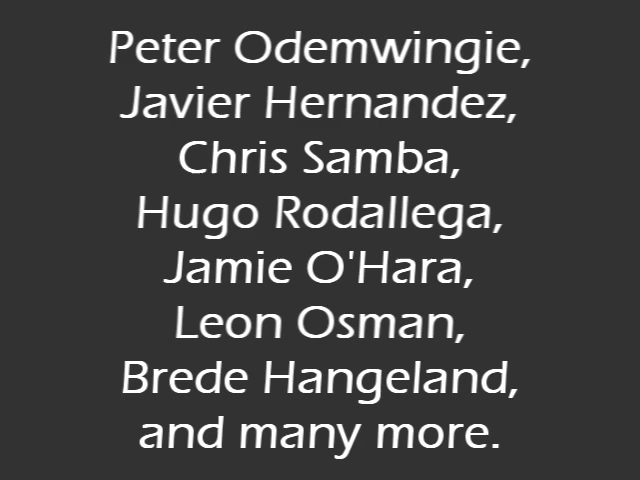 Peter Odemwingie,
Javier Hernandez,
Chris Samba,
Hugo Rodallega,
Jamie O'Hara,
Leon Osman,
Brede Hangeland,
and many more.